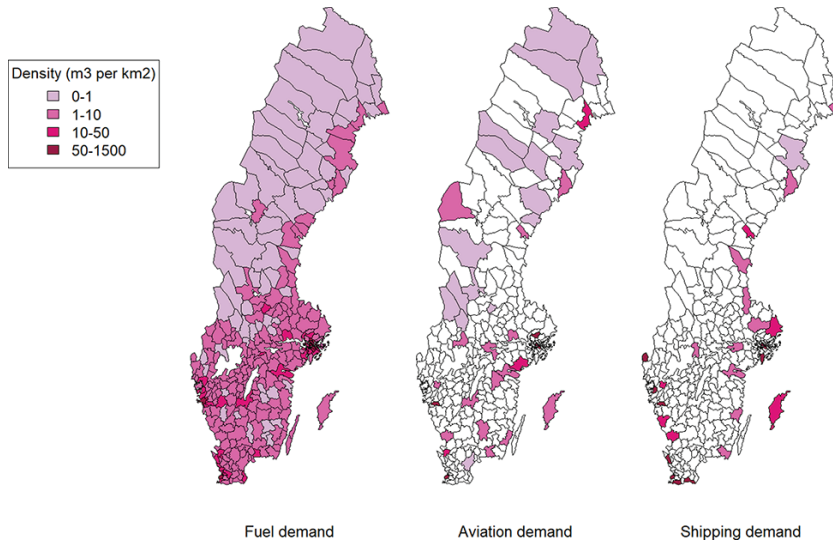 Density (m3 per km2)
0-1
1-10
10-50
50-1500
Fuel demand
Aviation demand
Shipping demand